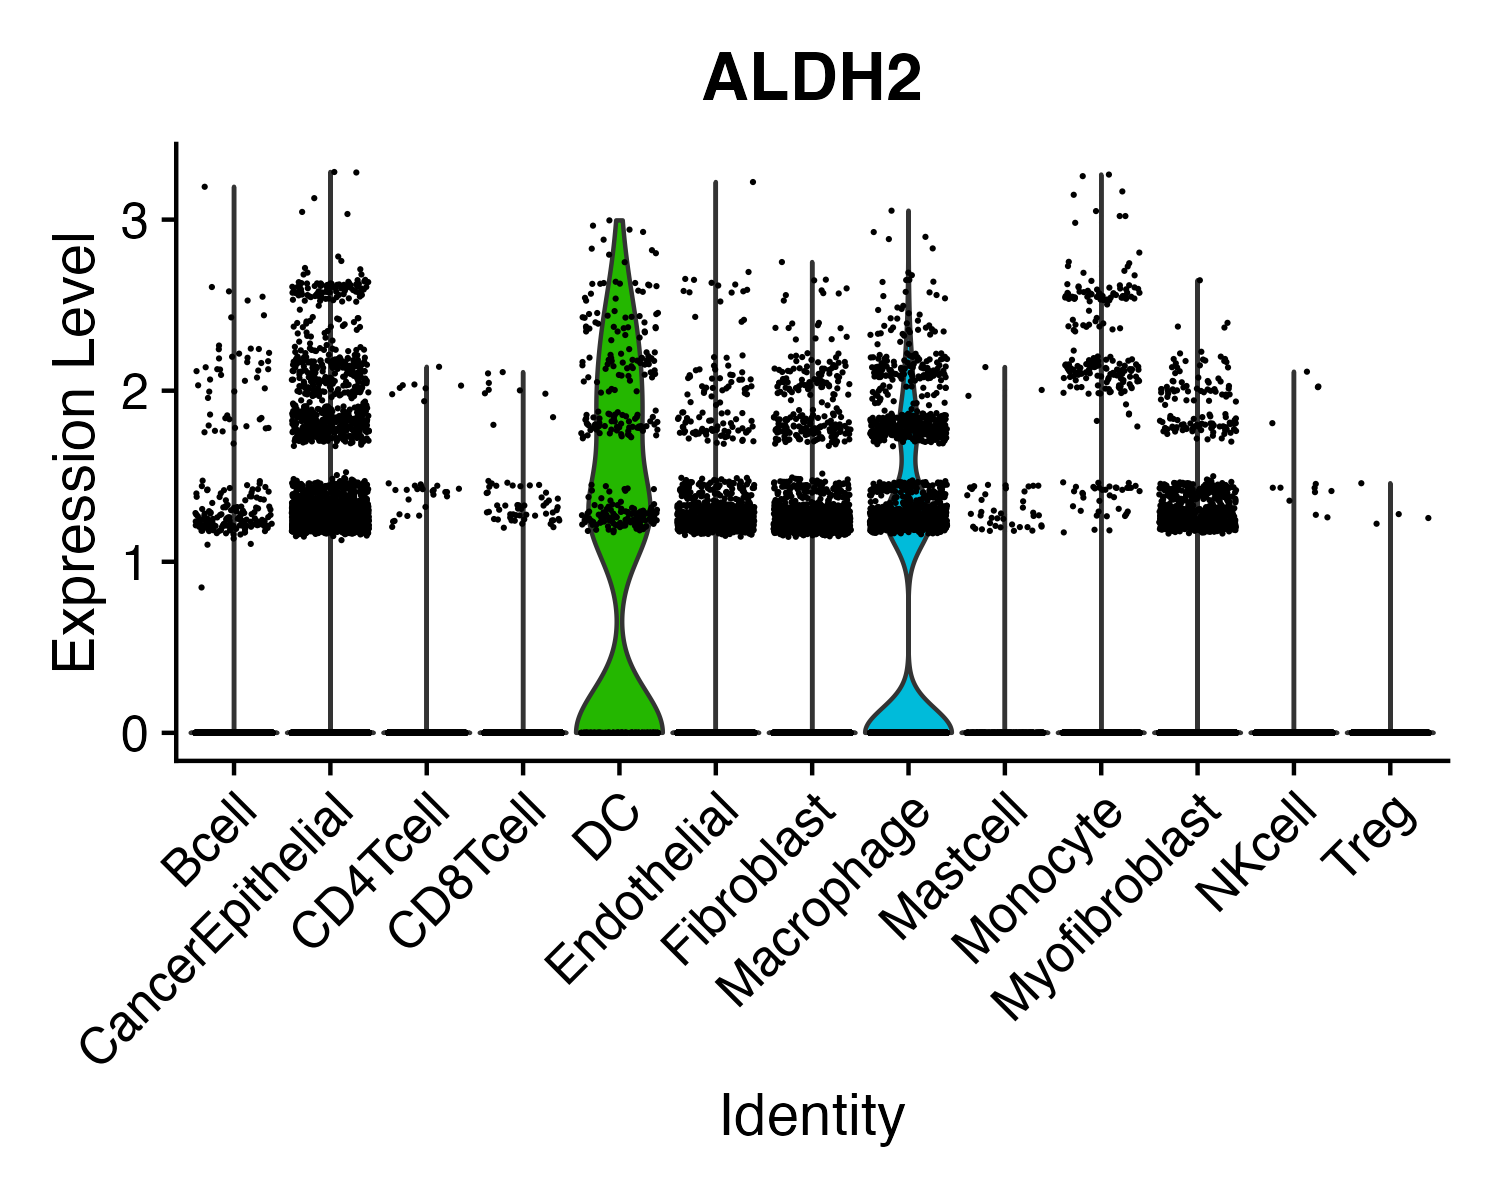 ALDH2
Expression Level
3
2
1
0
Bcell
CancerEpithelial
CD4Tcell
CD8Tcell
DC
Endothelial
Fibroblast
Macrophage
Mastcell
Monocyte
Myofibroblast
NKcell
Treg
Identity